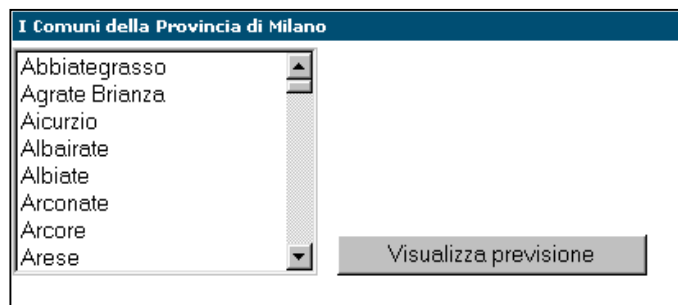 I Comuni della Provincia di Milano
Abbiategrasso
Agrate Brianza
Aicurzio
Albairate
Albiate
Arconate
Arcore
Arese
Visualizza previsione